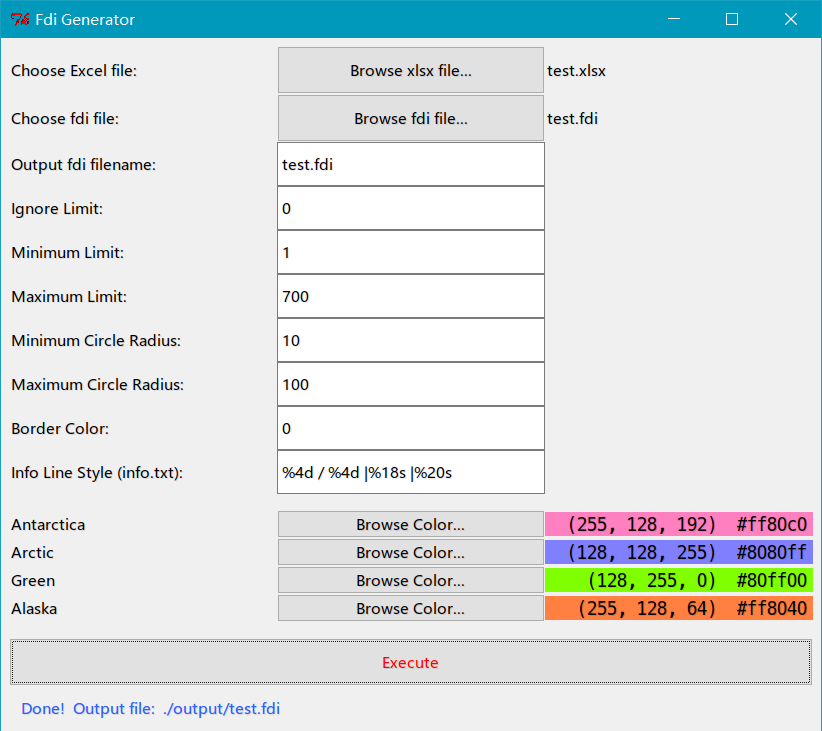 Fdi Generator
Choose Excel file: Browse xlsx file... test.xlsx
Choose fdi file: Browse fdi file... test.fdi
Output fdi filename: test.fdi
Ignore Limit: 0
Minimum Limit: 1
Maximum Limit: 700
Minimum Circle Radius: 10
Maximum Circle Radius: 100
Border Color: 0
Info Line Style (info.txt): %4d / %4d |%18s |%20s
Antarctica Browse Color... (255, 128, 192) #ff80c0
Arctic Browse Color... (128, 128, 255) #8080ff
Green Browse Color... (128, 255, 0) #80ff00
Alaska Browse Color... (255, 128, 64) #ff8040
Execute
Done! Output file: ./output/test.fdi